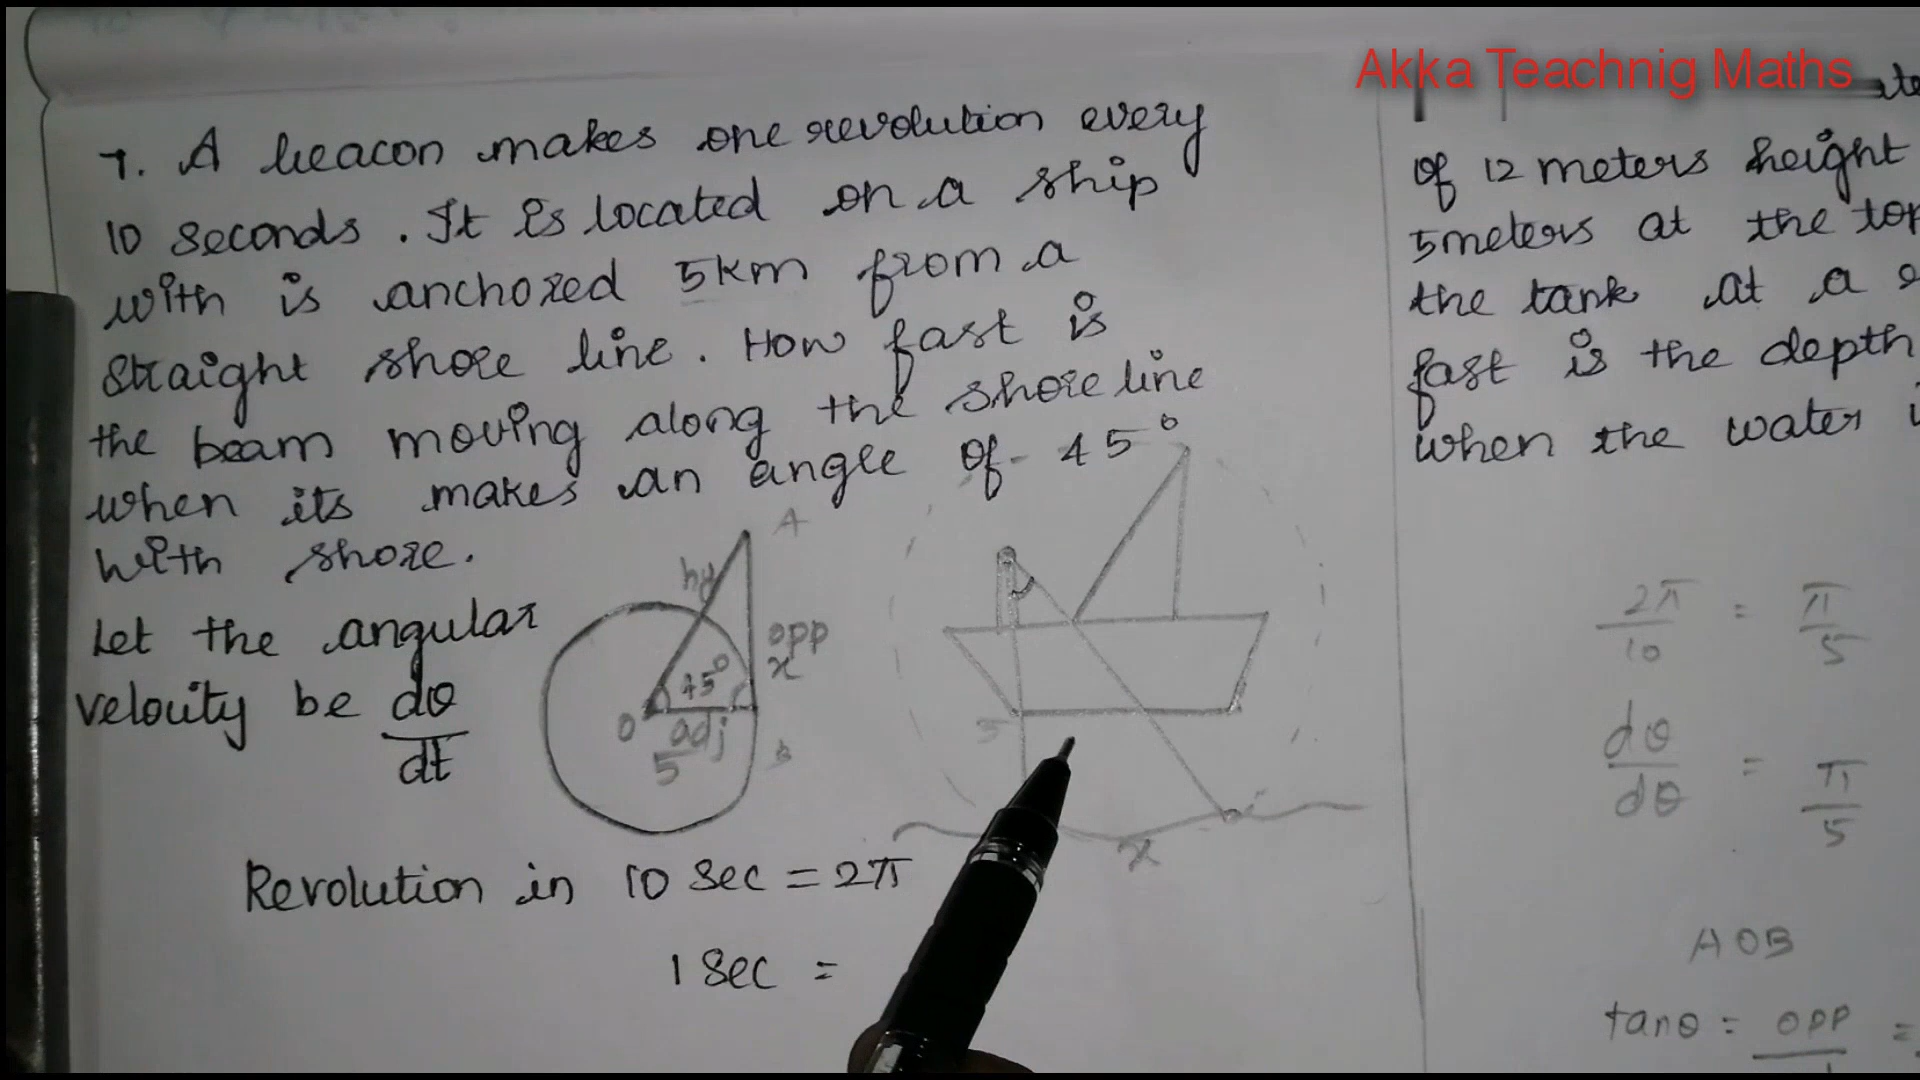 Akka Teachnig Maths
7. A beacon makes one revolution every
10 seconds. It is located on a ship
with is anchored 5km from a
straight shore line. How fast is
the beam moving along the shore line
when its makes an angle of 45°
with shore.
Let the angular
velocity be dθ
dt
A
hy
opp
x
45°
O
adj
5
B
5
x
Revolution in 10 Sec = 2π
1 Sec =
of 12 meters height
5meters at the top
the tank at a
fast is the depth
when the water
2π = π
10 5
dθ = π
dθ 5
AOB
tanθ = opp =